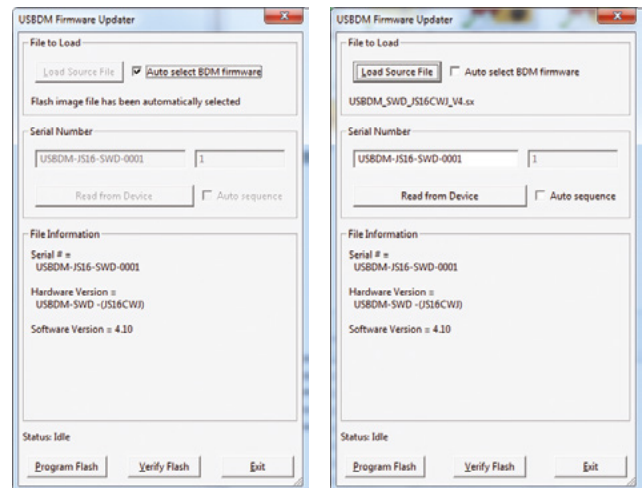 USBDM Firmware Updater
File to Load
Load Source File
Auto select BDM firmware
Flash image file has been automatically selected
Serial Number
USBDM-JS16-SWD-0001
1
Read from Device
Auto sequence
File Information
Serial # =
USBDM-JS16-SWD-0001
Hardware Version =
USBDM-SWD -(JS16CWJ)
Software Version = 4.10
Status: Idle
Program Flash
Verify Flash
Exit
USBDM Firmware Updater
File to Load
Load Source File
Auto select BDM firmware
USBDM_SWD_JS16CWJ_V4.sx
Serial Number
USBDM-JS16-SWD-0001
1
Read from Device
Auto sequence
File Information
Serial # =
USBDM-JS16-SWD-0001
Hardware Version =
USBDM-SWD -(JS16CWJ)
Software Version = 4.10
Status: Idle
Program Flash
Verify Flash
Exit